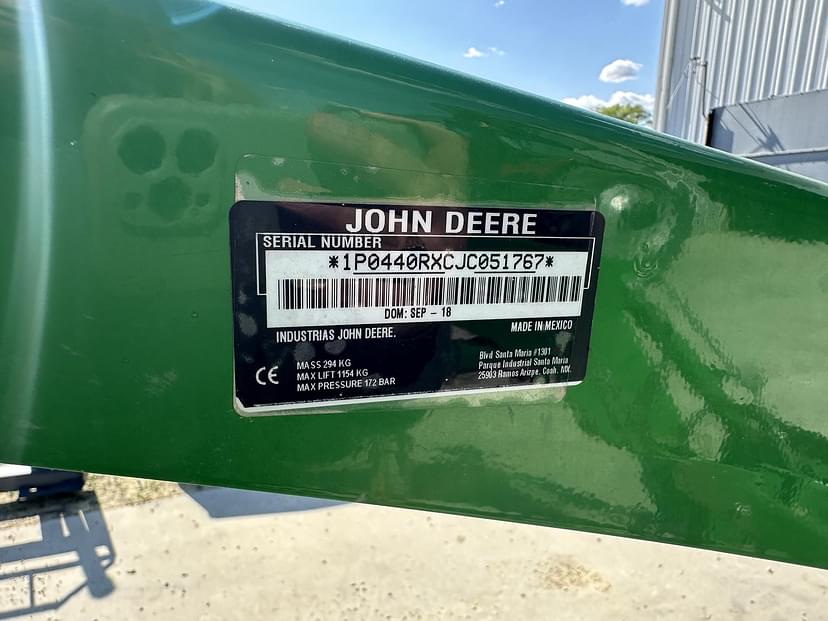 JOHN DEERE
SERIAL NUMBER
*1P0440RXCJC051767*
DOM: SEP - 18
INDUSTRIAS JOHN DEERE.
MADE IN MEXICO
CE
MASS 294 KG
MAX LIFT 1154 KG
MAX PRESSURE 172 BAR
Blvd Santa Maria #1301
Parque Industrial Santa Maria
25903 Ramos Arizpe, Coah. MX.